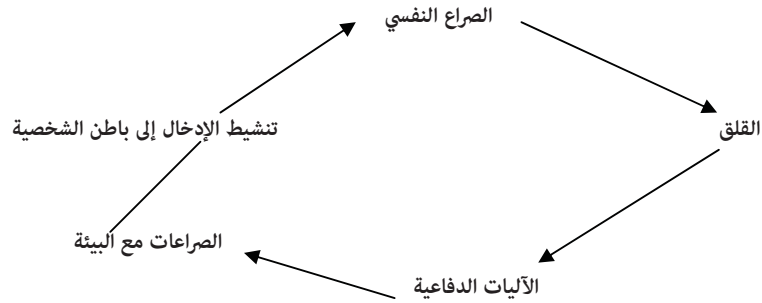 الصراع النفسي
القلق
تنشيط الإدخال إلى باطن الشخصية
الصراعات مع البيئة
الآليات الدفاعية